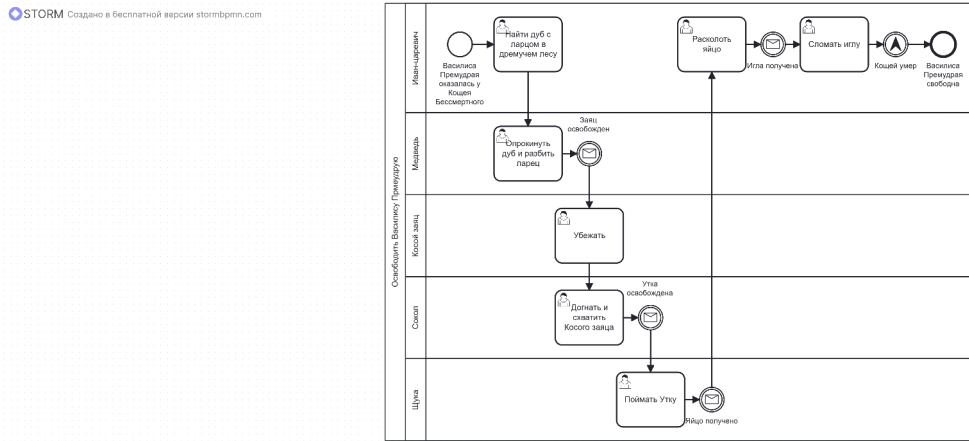 STORM Создано в бесплатной версии stormbpmn.com
Освободить Василису Прмеудрую
Иван-царевич
Василиса
Премудрая
оказалась у
Кощея
Бессмертного
Найти дуб с
ларцом в
дремучем лесу
Расколоть
яйцо
Игла получена
Сломать иглу
Кощей умер
Василиса
Премудрая
свободна
Медведь
Опрокинуть
дуб и разбить
ларец
Заяц
освобожден
Косой заяц
Убежать
Сокол
Догнать и
схватить
Косого зайца
Утка
освобождена
Щука
Поймать Утку
Яйцо получено